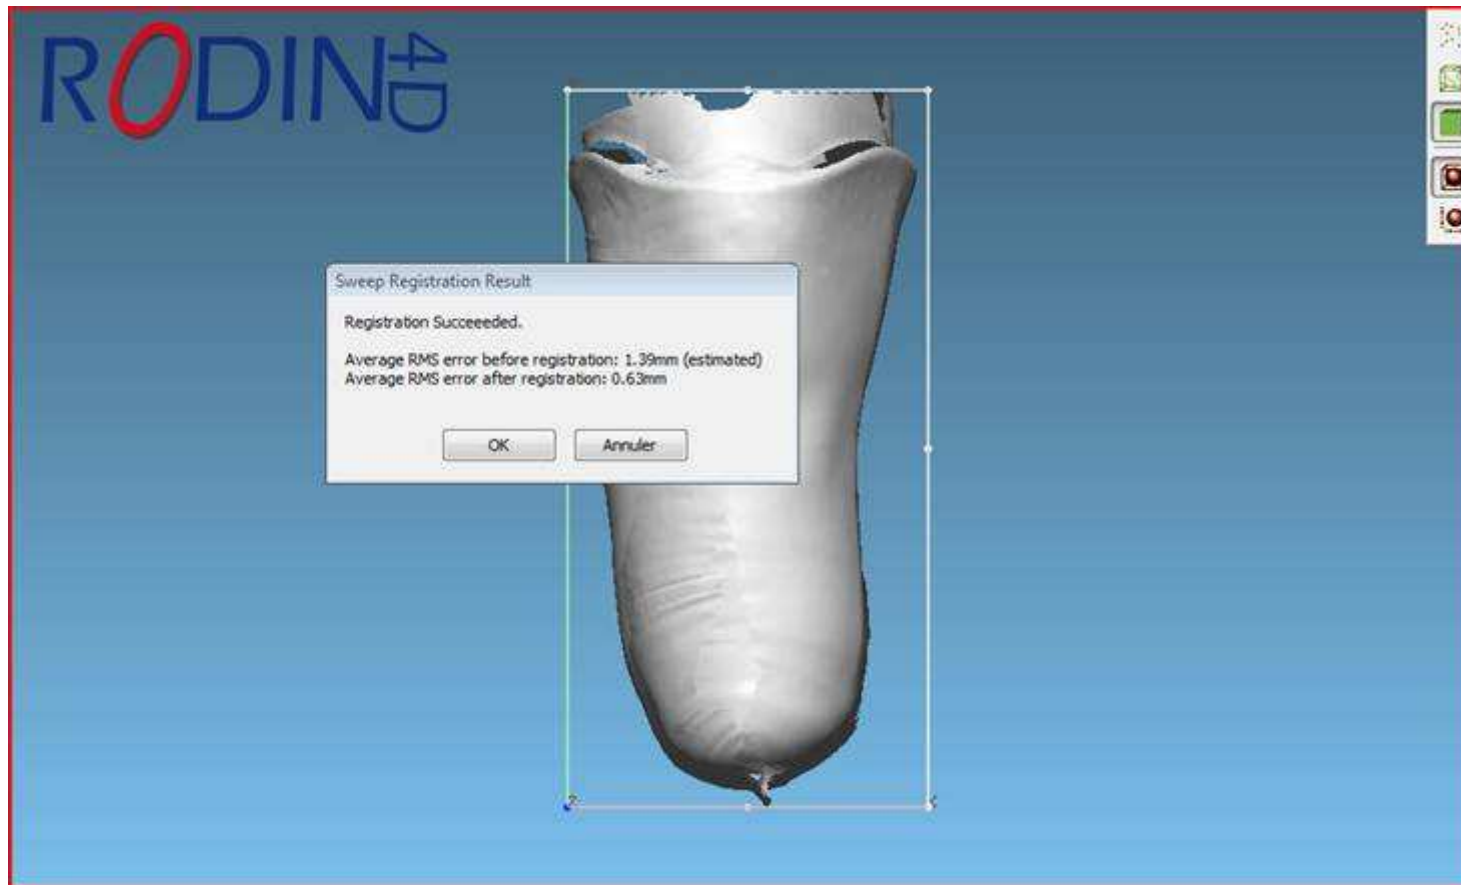 RODIN4D
Sweep Registration Result
Registration Succeeeded.
Average RMS error before registration: 1.39mm (estimated)
Average RMS error after registration: 0.63mm
OK
Annuler